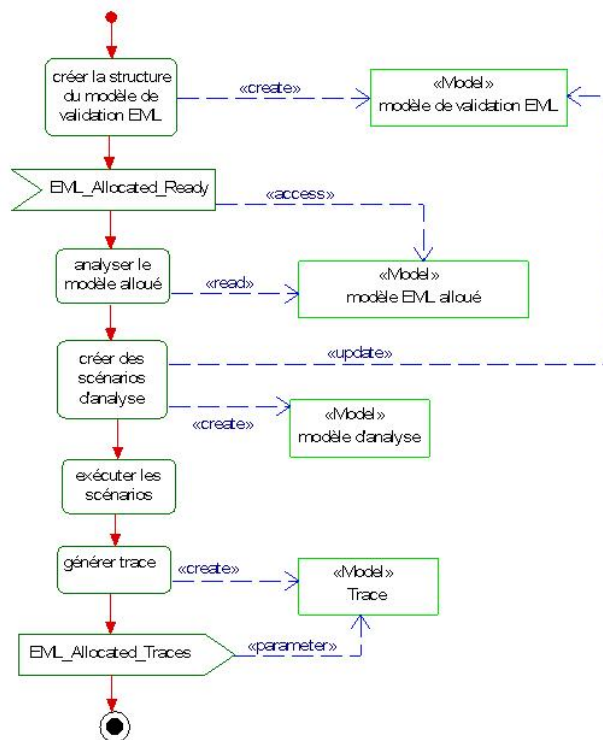 créer la structure
du modèle de
validation EML
«create»
«Model»
modèle de validation EML
EML_Allocated_Ready
«access»
analyser le
modèle alloué
«read»
«Model»
modèle EML alloué
«update»
créer des
scénarios
d'analyse
«create»
«Model»
modèle d'analyse
exécuter les
scénarios
générer trace
«create»
«Model»
Trace
EML_Allocated_Traces
«parameter»